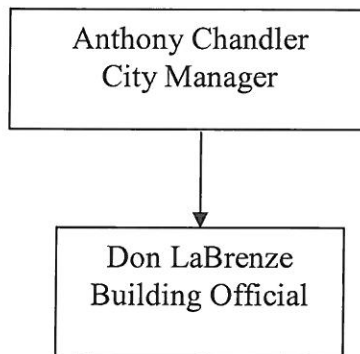 Anthony Chandler
City Manager
Don LaBrenze
Building Official